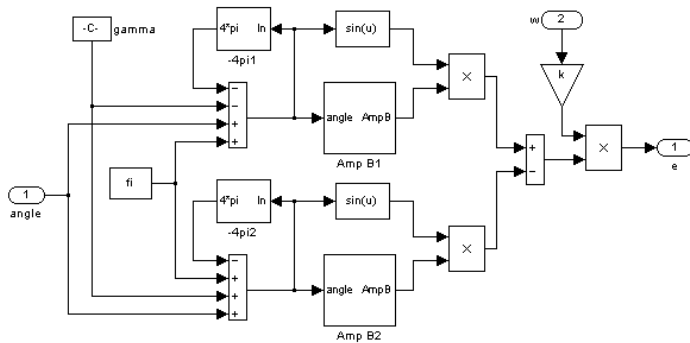 -C-
gamma
4*pi
In
-4pi1
sin(u)
w
2
k
−
−
+
+
angle
AmpB
Amp B1
×
+
−
×
1
e
fi
1
angle
4*pi
In
-4pi2
sin(u)
−
+
+
+
angle
AmpB
Amp B2
×